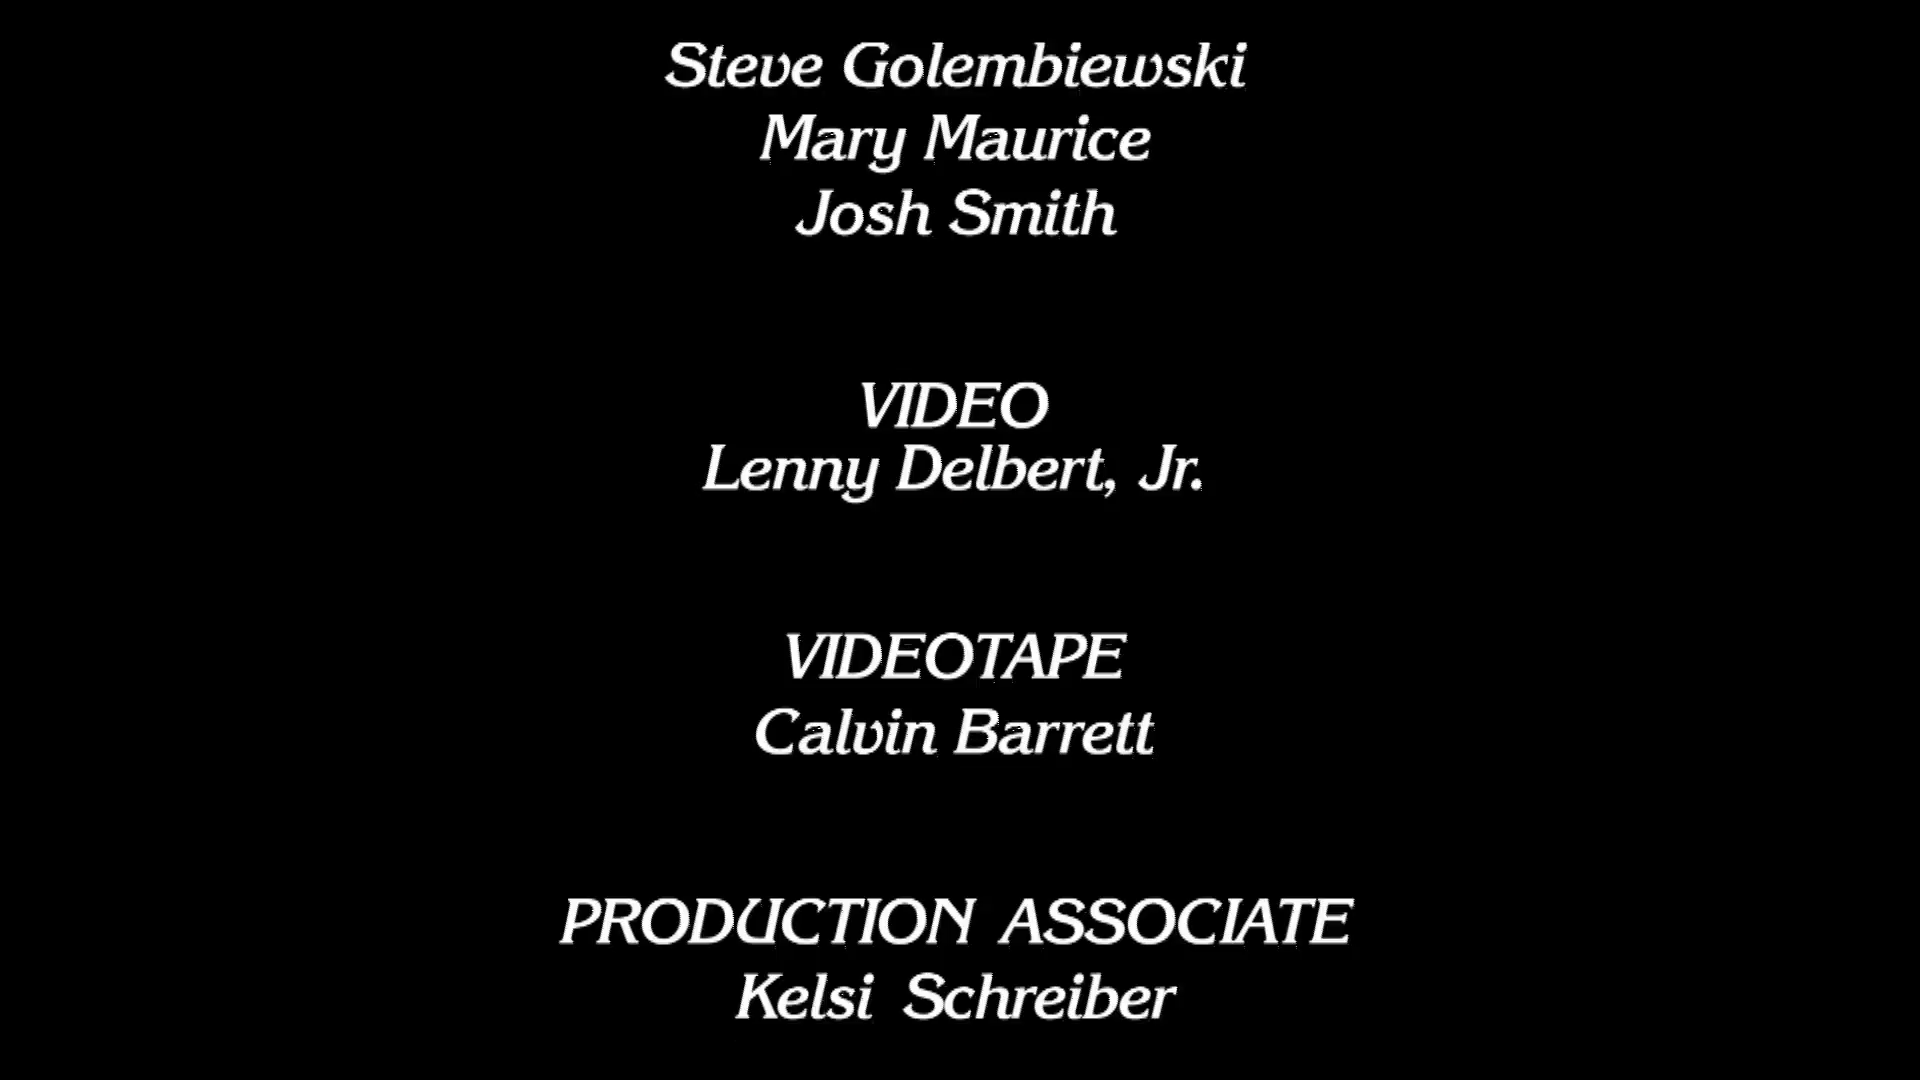 Steve Golembiewski
Mary Maurice
Josh Smith
VIDEO
Lenny Delbert, Jr.
VIDEOTAPE
Calvin Barrett
PRODUCTION ASSOCIATE
Kelsi Schreiber